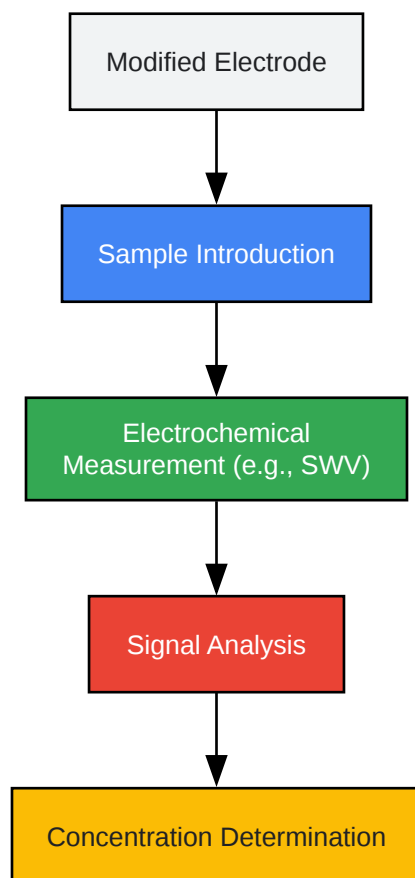 Modified Electrode
Sample Introduction
Electrochemical
Measurement (e.g., SWV)
Signal Analysis
Concentration Determination